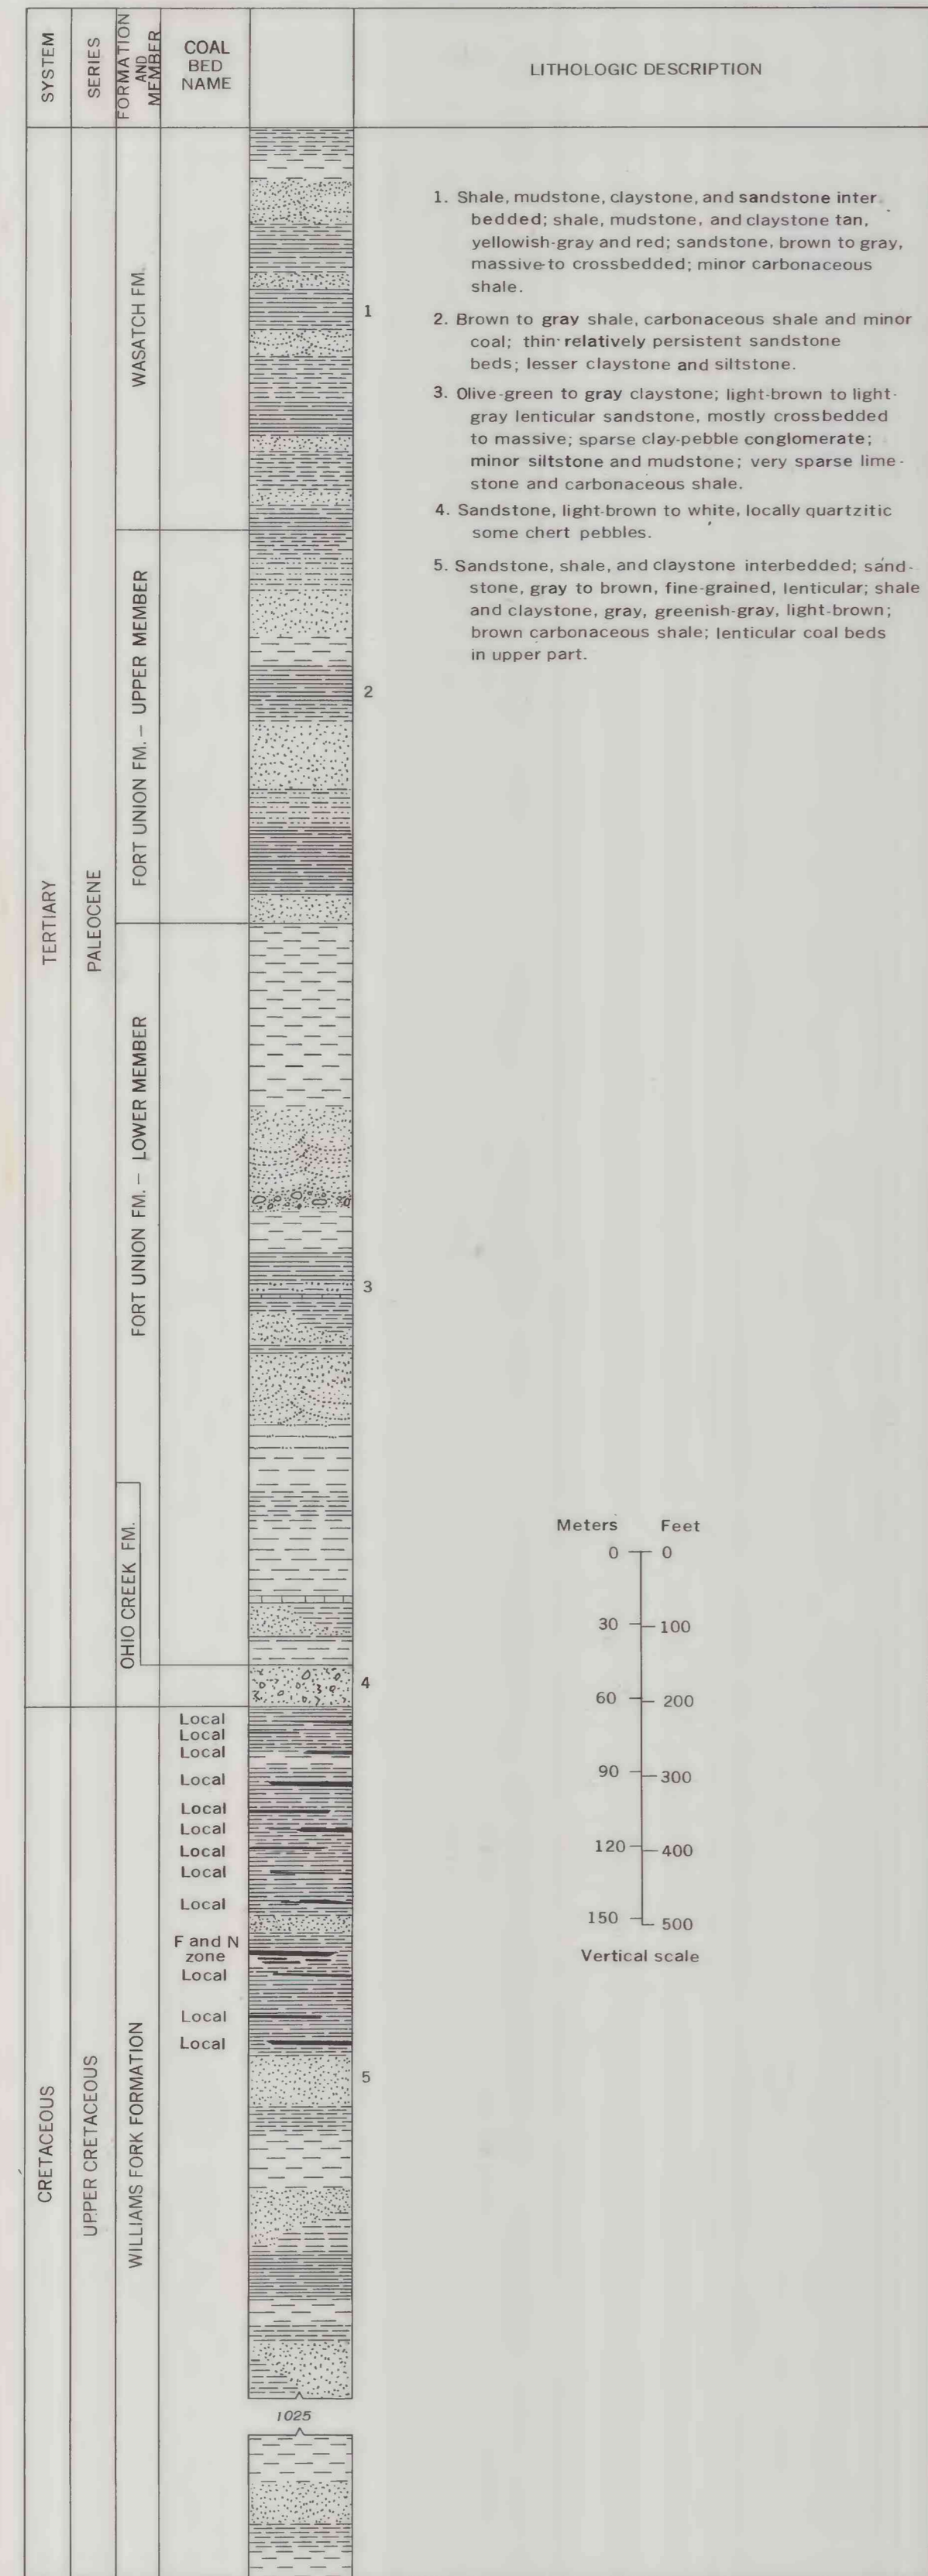 SYSTEM
SERIES
FORMATION
AND
MEMBER
COAL
BED
NAME
LITHOLOGIC DESCRIPTION
TERTIARY
PALEOCENE
WASATCH FM.
FORT UNION FM. – UPPER MEMBER
FORT UNION FM. – LOWER MEMBER
OHIO CREEK FM.
CRETACEOUS
UPPER CRETACEOUS
WILLIAMS FORK FORMATION
Local
Local
Local
Local
Local
Local
Local
Local
Local
F and N
zone
Local
Local
Local
1025
1
2
3
4
5
1. Shale, mudstone, claystone, and sandstone inter
bedded; shale, mudstone, and claystone tan,
yellowish-gray and red; sandstone, brown to gray,
massive-to crossbedded; minor carbonaceous
shale.
2. Brown to gray shale, carbonaceous shale and minor
coal; thin relatively persistent sandstone
beds; lesser claystone and siltstone.
3. Olive-green to gray claystone; light-brown to light-
gray lenticular sandstone, mostly crossbedded
to massive; sparse clay-pebble conglomerate;
minor siltstone and mudstone; very sparse lime-
stone and carbonaceous shale.
4. Sandstone, light-brown to white, locally quartzitic
some chert pebbles.
5. Sandstone, shale, and claystone interbedded; sand-
stone, gray to brown, fine-grained, lenticular; shale
and claystone, gray, greenish-gray, light-brown;
brown carbonaceous shale; lenticular coal beds
in upper part.
Meters Feet
0 0
30 100
60 200
90 300
120 400
150 500
Vertical scale